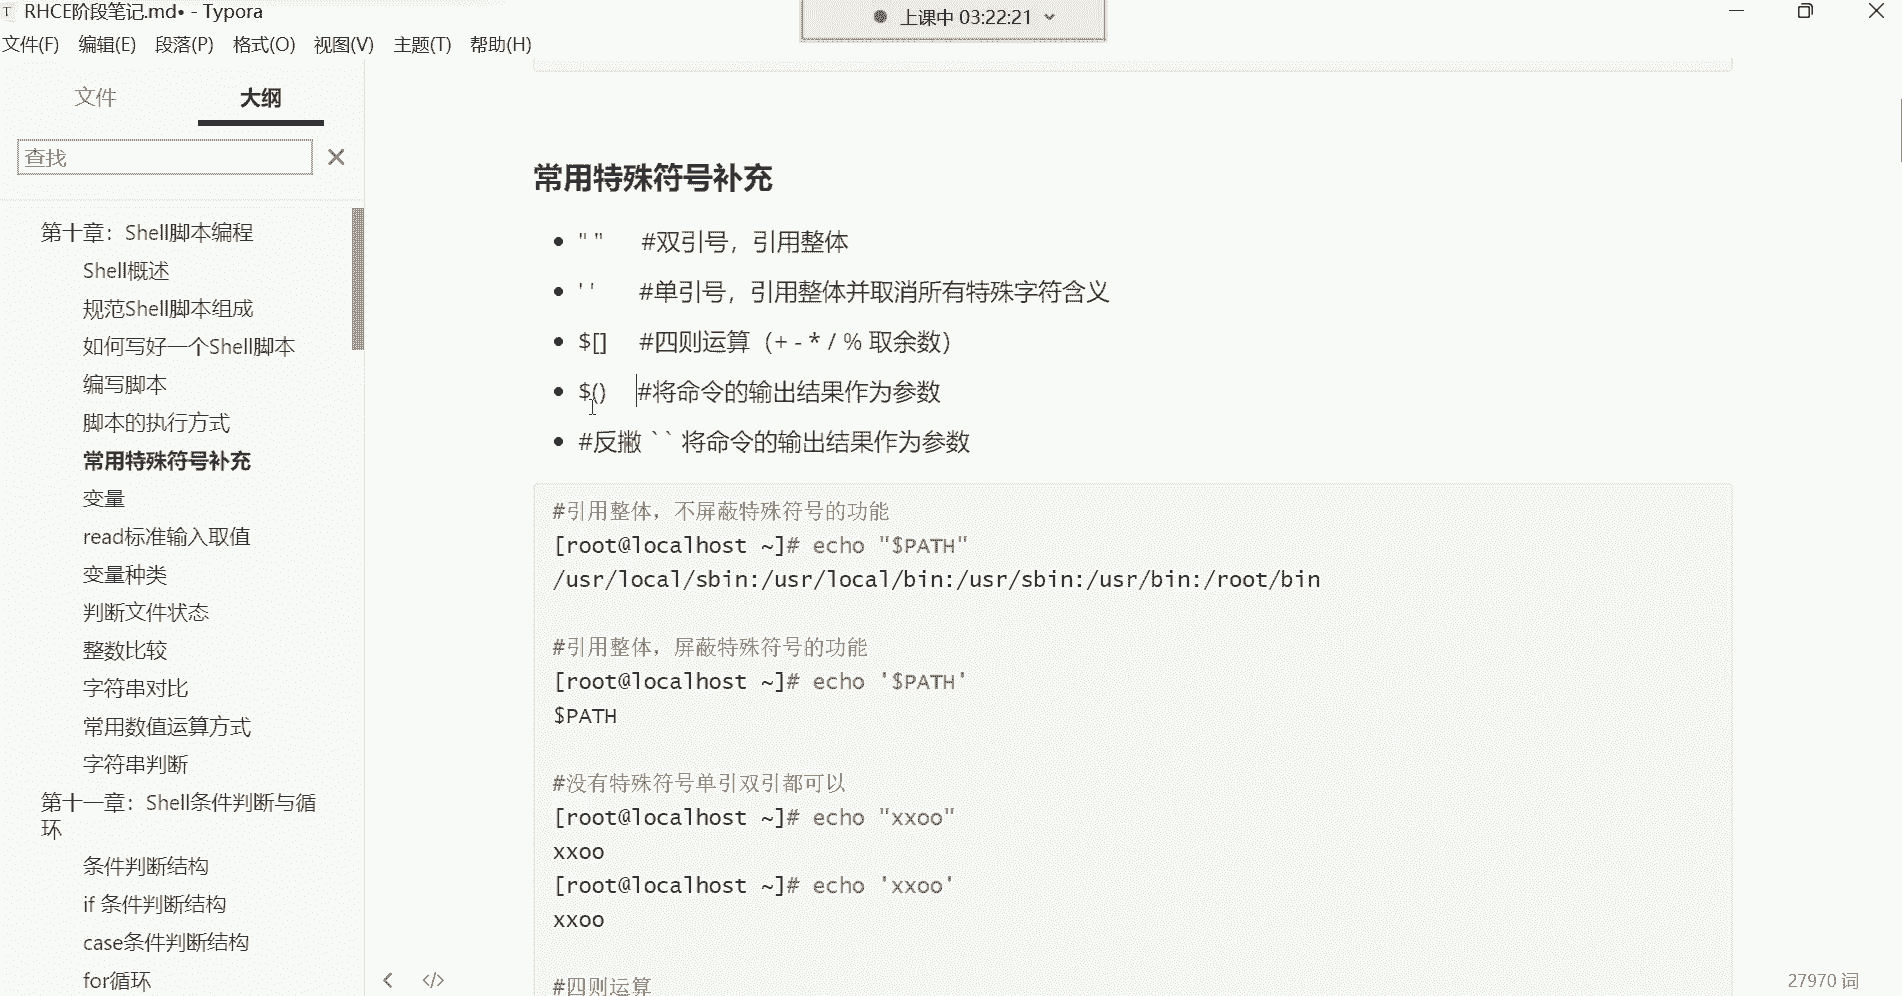 RHCE阶段笔记.md• - Typora
上课中 03:22:21
文件(F) 编辑(E) 段落(P) 格式(O) 视图(V) 主题(T) 帮助(H)
文件 大纲
查找
第十章：Shell脚本编程
Shell概述
规范Shell脚本组成
如何写好一个Shell脚本
编写脚本
脚本的执行方式
常用特殊符号补充
变量
read标准输入取值
变量种类
判断文件状态
整数比较
字符串对比
常用数值运算方式
字符串判断
第十一章：Shell条件判断与循
环
条件判断结构
if 条件判断结构
case条件判断结构
for循环
常用特殊符号补充
• " " #双引号，引用整体
• ' ' #单引号，引用整体并取消所有特殊字符含义
• $[] #四则运算（+ - * / % 取余数）
• $() #将命令的输出结果作为参数
• #反撇 ` ` 将命令的输出结果作为参数
#引用整体，不屏蔽特殊符号的功能
[root@localhost ~]# echo "$PATH"
/usr/local/sbin:/usr/local/bin:/usr/sbin:/usr/bin:/root/bin
#引用整体，屏蔽特殊符号的功能
[root@localhost ~]# echo '$PATH'
$PATH
#没有特殊符号单引双引都可以
[root@localhost ~]# echo "xxoo"
xxoo
[root@localhost ~]# echo 'xxoo'
xxoo
#四则运算
27970 词